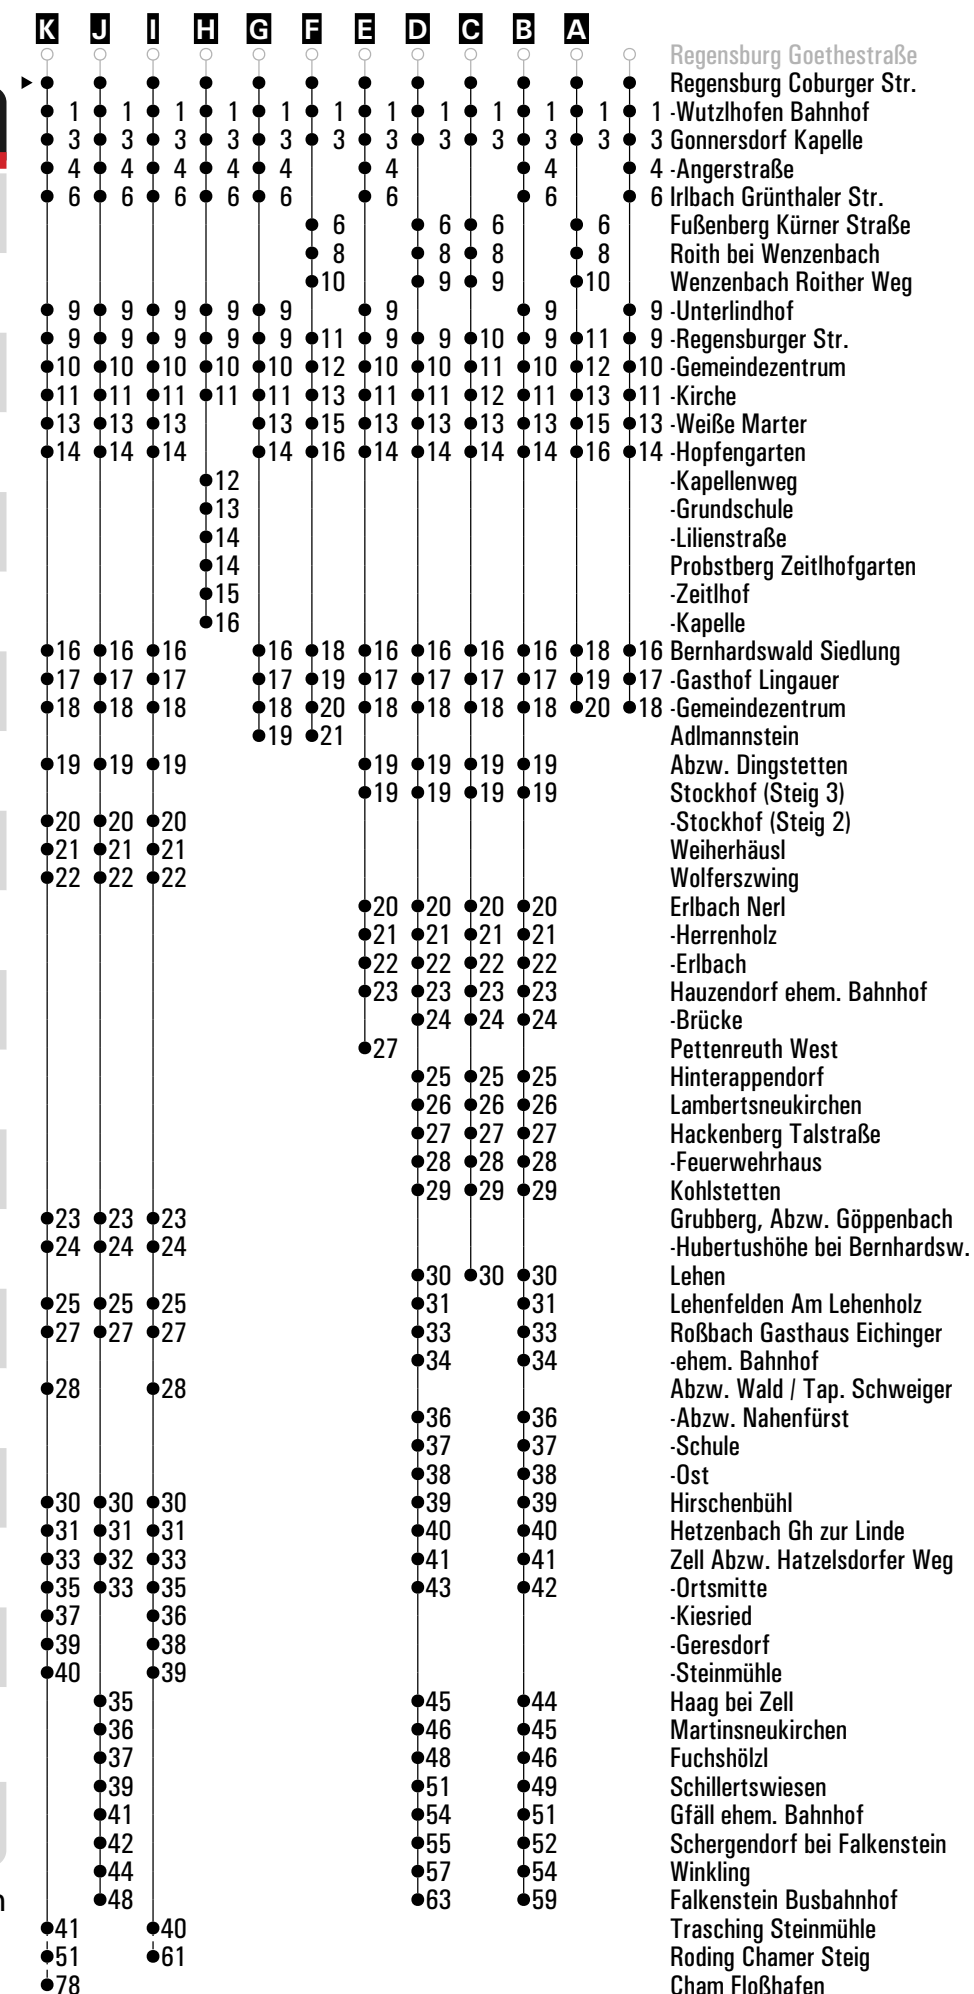 K J I H G F E D C B A
Regensburg Goethestraße
Regensburg Coburger Str.
1 1 1 1 1 1 1 1 1 1 1 1 -Wutzlhofen Bahnhof
3 3 3 3 3 3 3 3 3 3 3 3 Gonnersdorf Kapelle
4 4 4 4 4 4 4 4 -Angerstraße
6 6 6 6 6 6 6 6 Irlbach Grünthaler Str.
6 6 6 6 Fußenberg Kürner Straße
8 8 8 8 Roith bei Wenzenbach
10 9 9 10 Wenzenbach Roither Weg
9 9 9 9 9 9 9 9 -Unterlindhof
9 9 9 9 9 11 9 9 10 9 11 9 -Regensburger Str.
10 10 10 10 10 12 10 10 11 10 12 10 -Gemeindezentrum
11 11 11 11 11 13 11 11 12 11 13 11 -Kirche
13 13 13 13 15 13 13 13 13 15 13 -Weiße Marter
14 14 14 14 16 14 14 14 14 16 14 -Hopfengarten
12 -Kapellenweg
13 -Grundschule
14 -Lilienstraße
14 Probstberg Zeitlhofgarten
15 -Zeitlhof
16 -Kapelle
16 16 16 16 18 16 16 16 16 18 16 Bernhardswald Siedlung
17 17 17 17 19 17 17 17 17 19 17 -Gasthof Lingauer
18 18 18 18 20 18 18 18 18 20 18 -Gemeindezentrum
19 21 Adlmannstein
19 19 19 19 19 19 19 Abzw. Dingstetten
19 19 19 19 Stockhof (Steig 3)
20 20 20 -Stockhof (Steig 2)
21 21 21 Weiherhäusl
22 22 22 Wolferszwing
20 20 20 20 Erlbach Nerl
21 21 21 21 -Herrenholz
22 22 22 22 -Erlbach
23 23 23 23 Hauzendorf ehem. Bahnhof
24 24 24 -Brücke
27 Pettenreuth West
25 25 25 Hinterappendorf
26 26 26 Lambertsneukirchen
27 27 27 Hackenberg Talstraße
28 28 28 -Feuerwehrhaus
29 29 29 Kohlstetten
23 23 23 Grubberg, Abzw. Göppenbach
24 24 24 -Hubertushöhe bei Bernhardsw.
30 30 30 Lehen
25 25 25 31 31 Lehenfelden Am Lehenholz
27 27 27 33 33 Roßbach Gasthaus Eichinger
34 34 -ehem. Bahnhof
28 28 Abzw. Wald / Tap. Schweiger
36 36 -Abzw. Nahenfürst
37 37 -Schule
38 38 -Ost
30 30 30 39 39 Hirschenbühl
31 31 31 40 40 Hetzenbach Gh zur Linde
33 32 33 41 41 Zell Abzw. Hatzelsdorfer Weg
35 33 35 43 42 -Ortsmitte
37 36 -Kiesried
39 38 -Geresdorf
40 39 -Steinmühle
35 45 44 Haag bei Zell
36 46 45 Martinsneukirchen
37 48 46 Fuchshölzl
39 51 49 Schillertswiesen
41 54 51 Gfäll ehem. Bahnhof
42 55 52 Schergendorf bei Falkenstein
44 57 54 Winkling
48 63 59 Falkenstein Busbahnhof
41 40 Trasching Steinmühle
51 61 Roding Chamer Steig
78 Cham Floßhafen